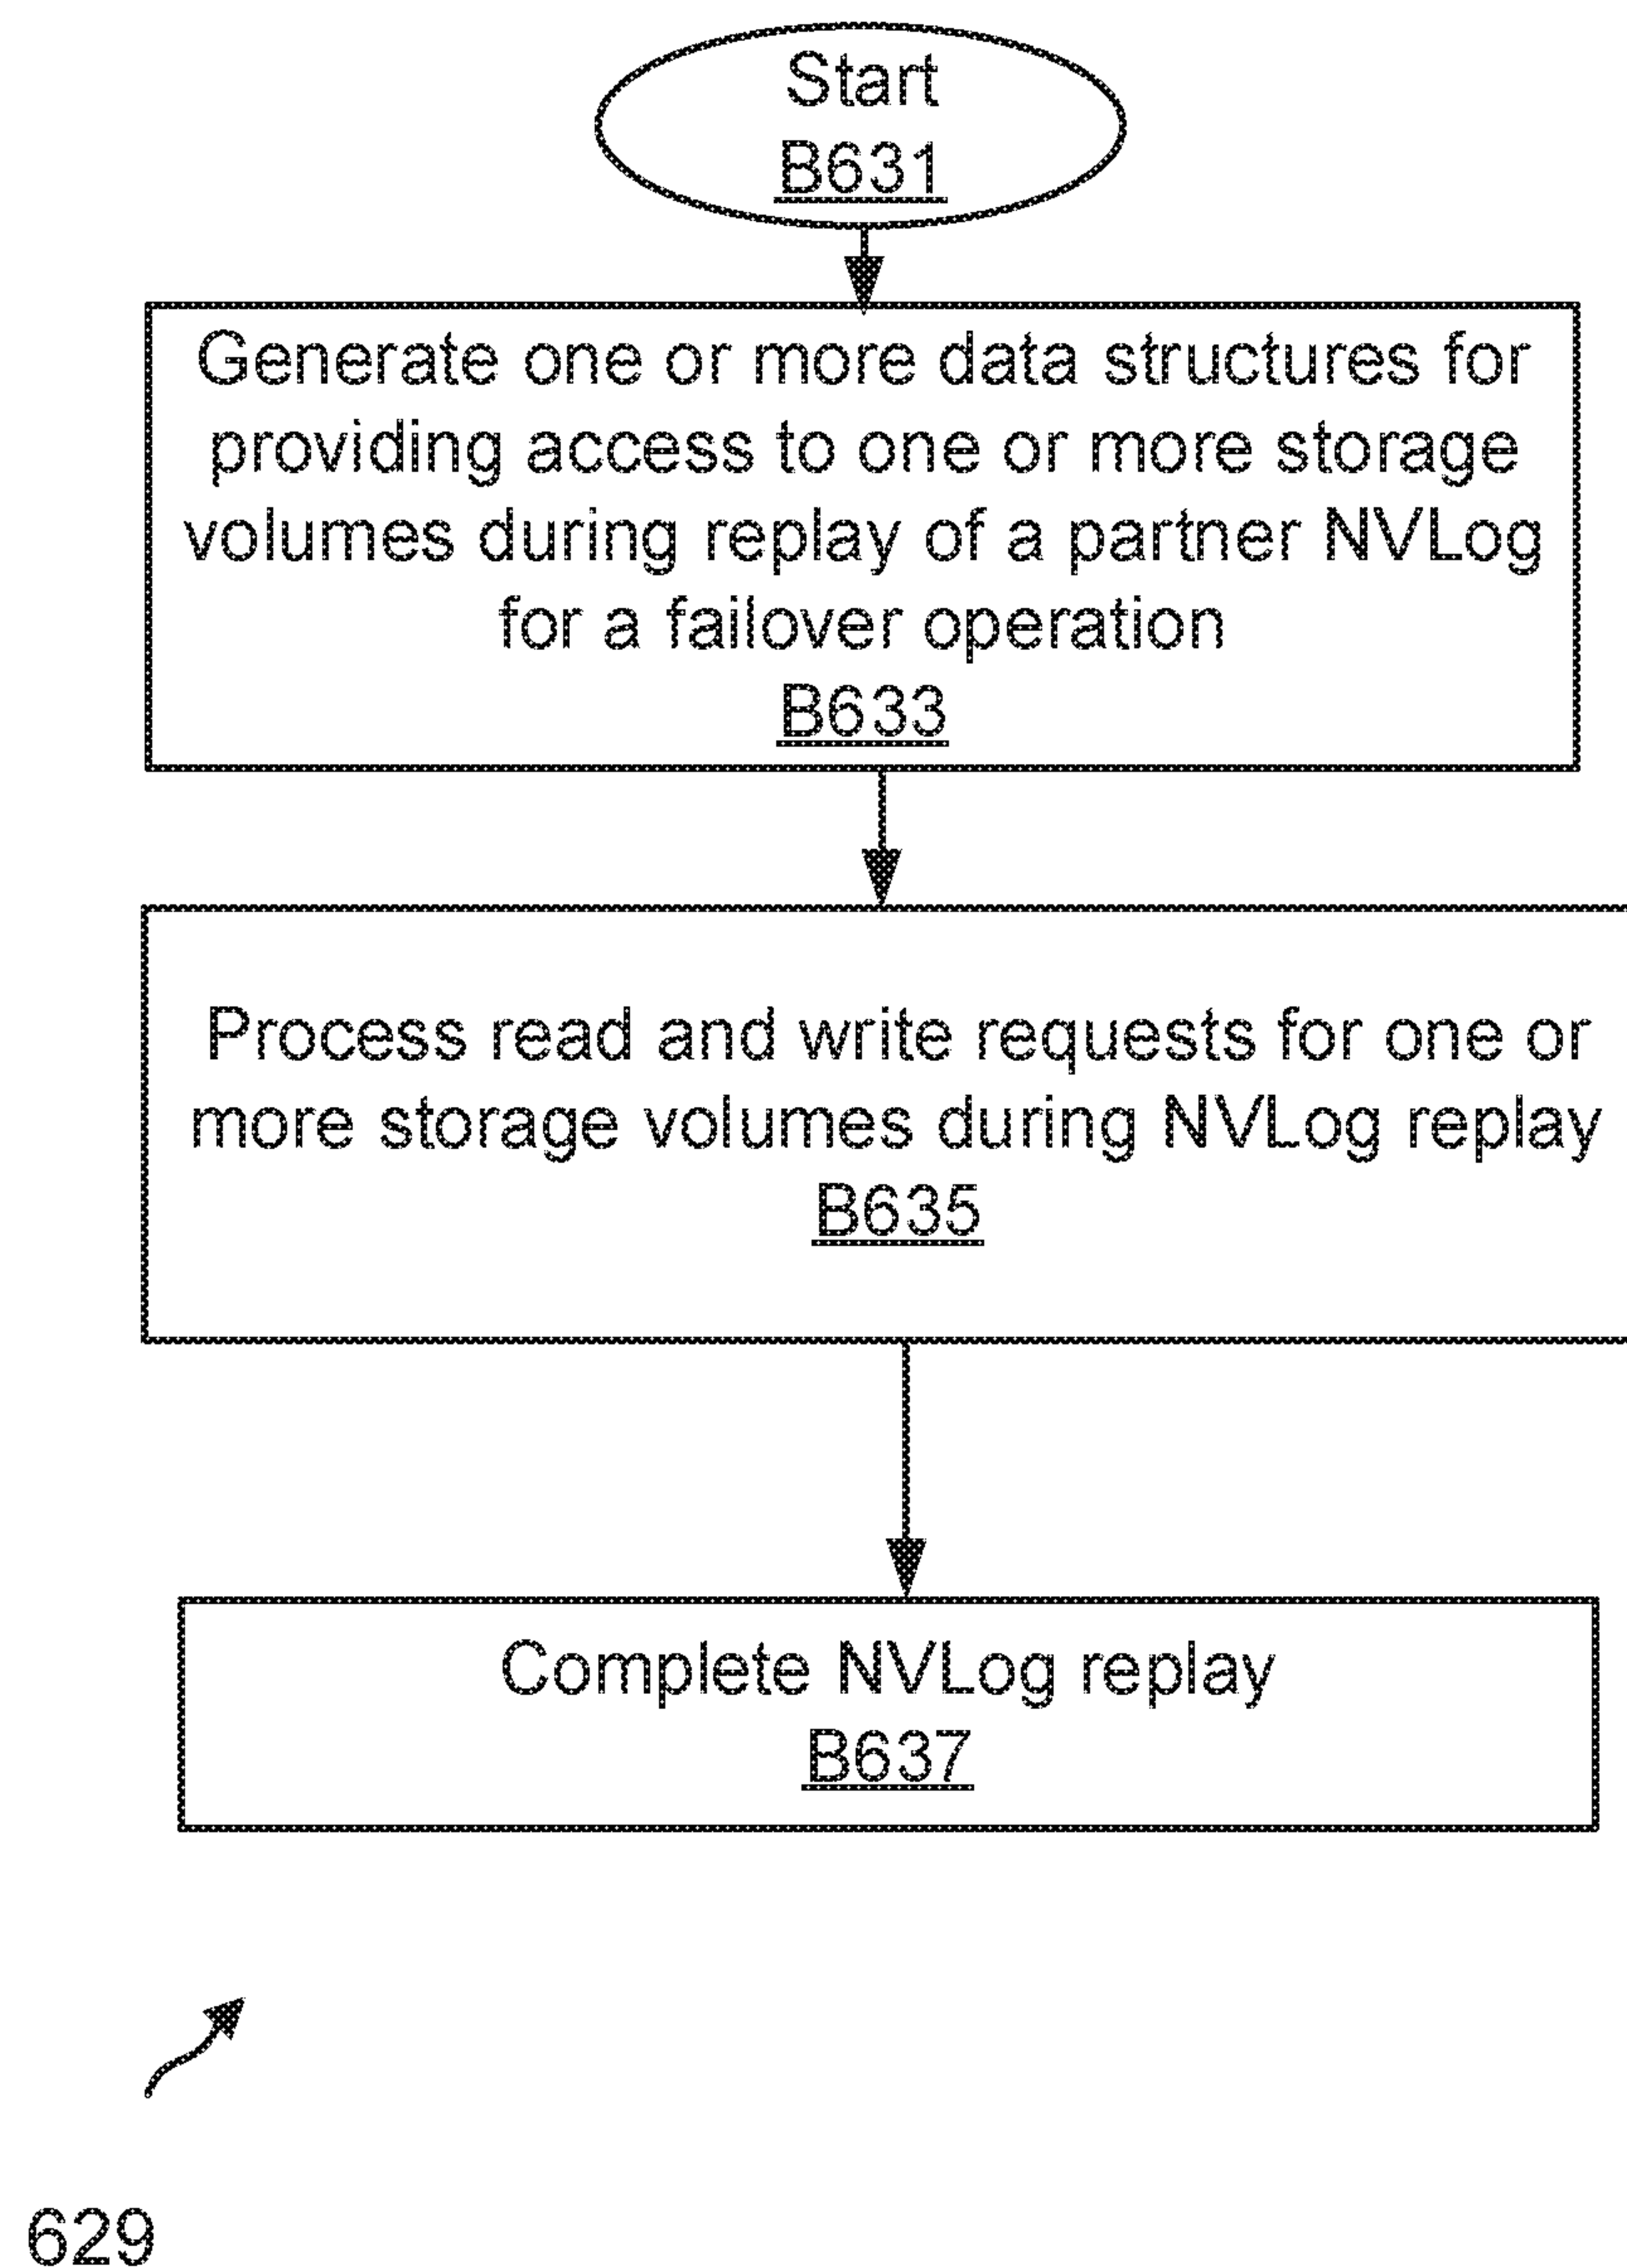 Start
B631
Generate one or more data structures for
providing access to one or more storage
volumes during replay of a partner NVLog
for a failover operation
B633
Process read and write requests for one or
more storage volumes during NVLog replay
B635
Complete NVLog replay
B637
629